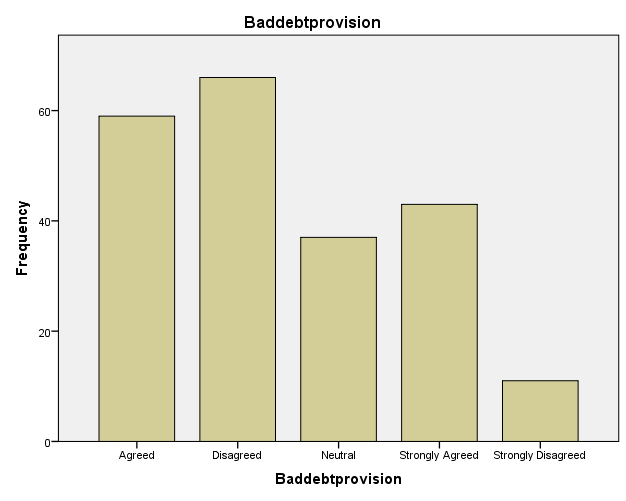 Baddebtprovision
Frequency
60
40
20
0
Agreed Disagreed Neutral Strongly Agreed Strongly Disagreed
Baddebtprovision